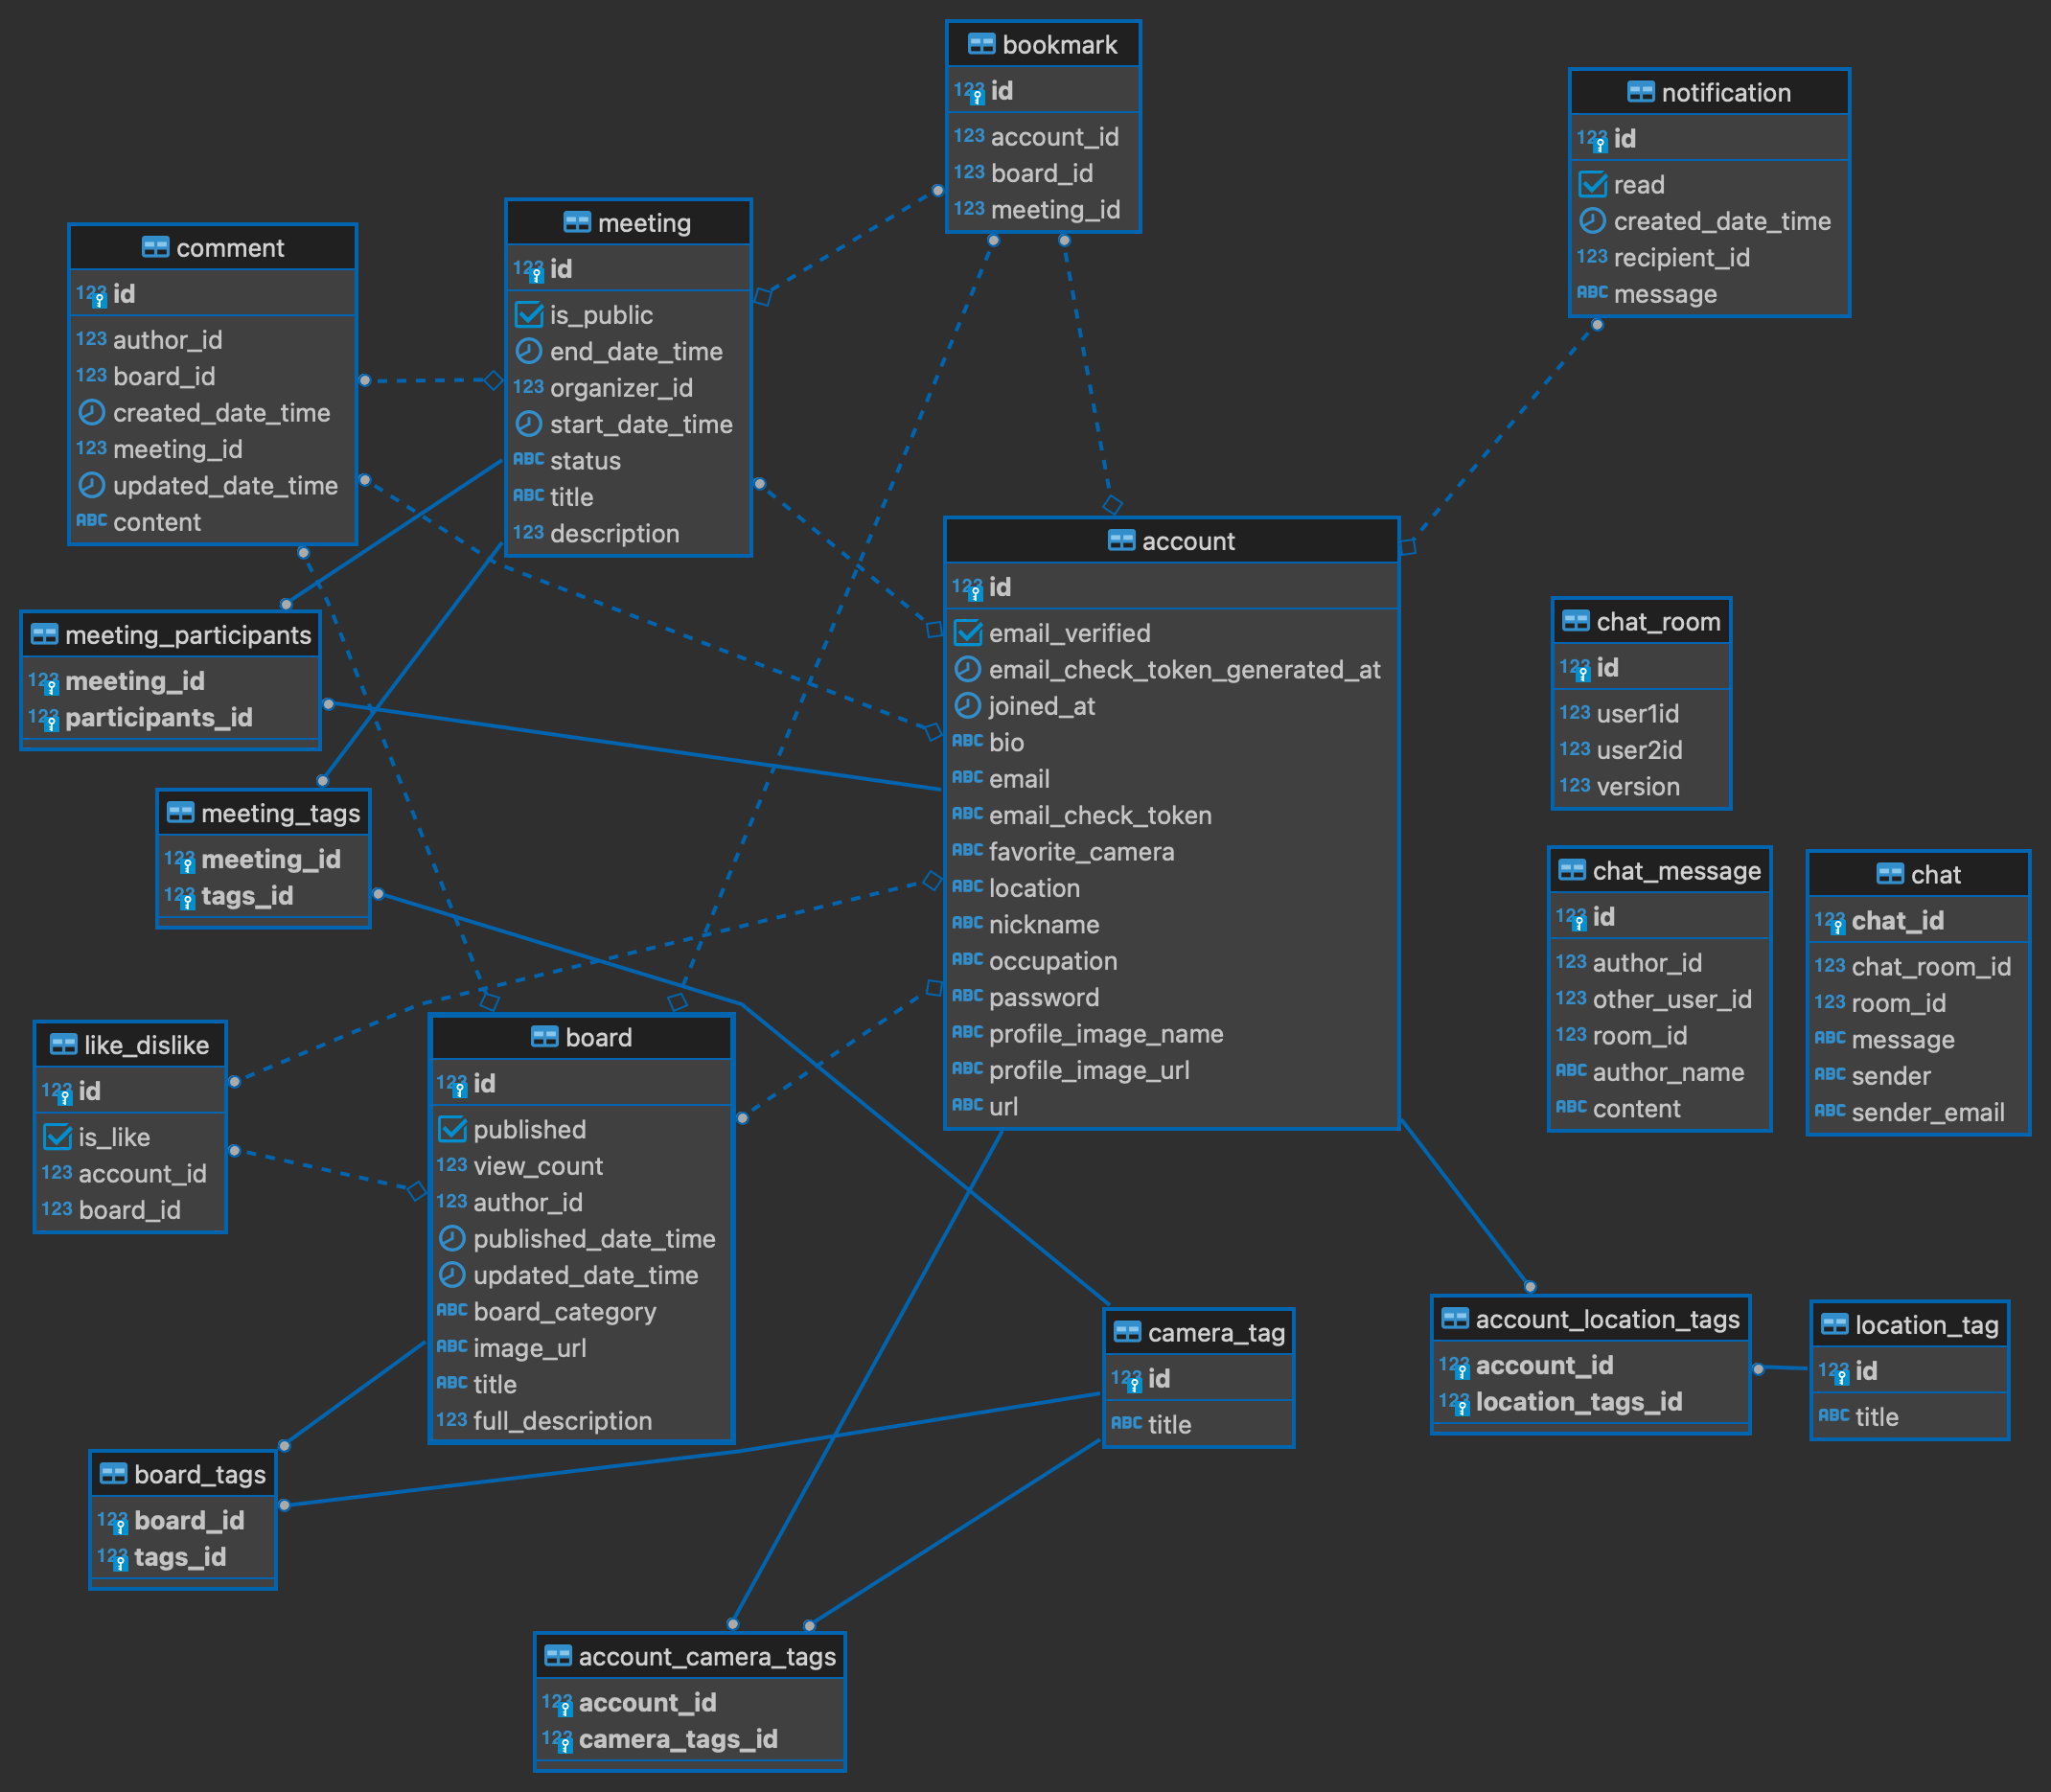 bookmark
123 id
123 account_id
123 board_id
123 meeting_id
notification
123 id
read
created_date_time
123 recipient_id
ABC message
comment
123 id
123 author_id
123 board_id
created_date_time
123 meeting_id
updated_date_time
ABC content
meeting
123 id
is_public
end_date_time
123 organizer_id
start_date_time
ABC status
ABC title
123 description
account
123 id
email_verified
email_check_token_generated_at
joined_at
ABC bio
ABC email
ABC email_check_token
ABC favorite_camera
ABC location
ABC nickname
ABC occupation
ABC password
ABC profile_image_name
ABC profile_image_url
ABC url
meeting_participants
123 meeting_id
123 participants_id
chat_room
123 id
123 user1id
123 user2id
123 version
meeting_tags
123 meeting_id
123 tags_id
chat_message
123 id
123 author_id
123 other_user_id
123 room_id
ABC author_name
ABC content
chat
123 chat_id
123 chat_room_id
123 room_id
ABC message
ABC sender
ABC sender_email
like_dislike
123 id
is_like
123 account_id
123 board_id
board
123 id
published
123 view_count
123 author_id
published_date_time
updated_date_time
ABC board_category
ABC image_url
ABC title
123 full_description
camera_tag
123 id
ABC title
account_location_tags
123 account_id
123 location_tags_id
location_tag
123 id
ABC title
board_tags
123 board_id
123 tags_id
account_camera_tags
123 account_id
123 camera_tags_id